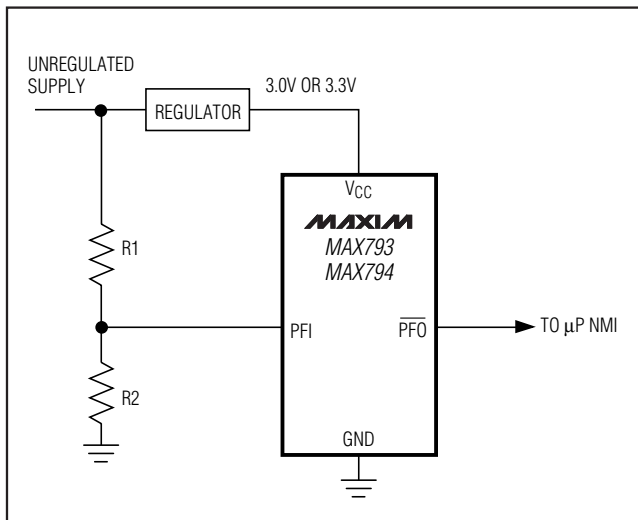 UNREGULATED
SUPPLY
3.0V OR 3.3V
REGULATOR
VCC
MAXIM
MAX793
MAX794
R1
PFI
PFO
TO µP NMI
R2
GND